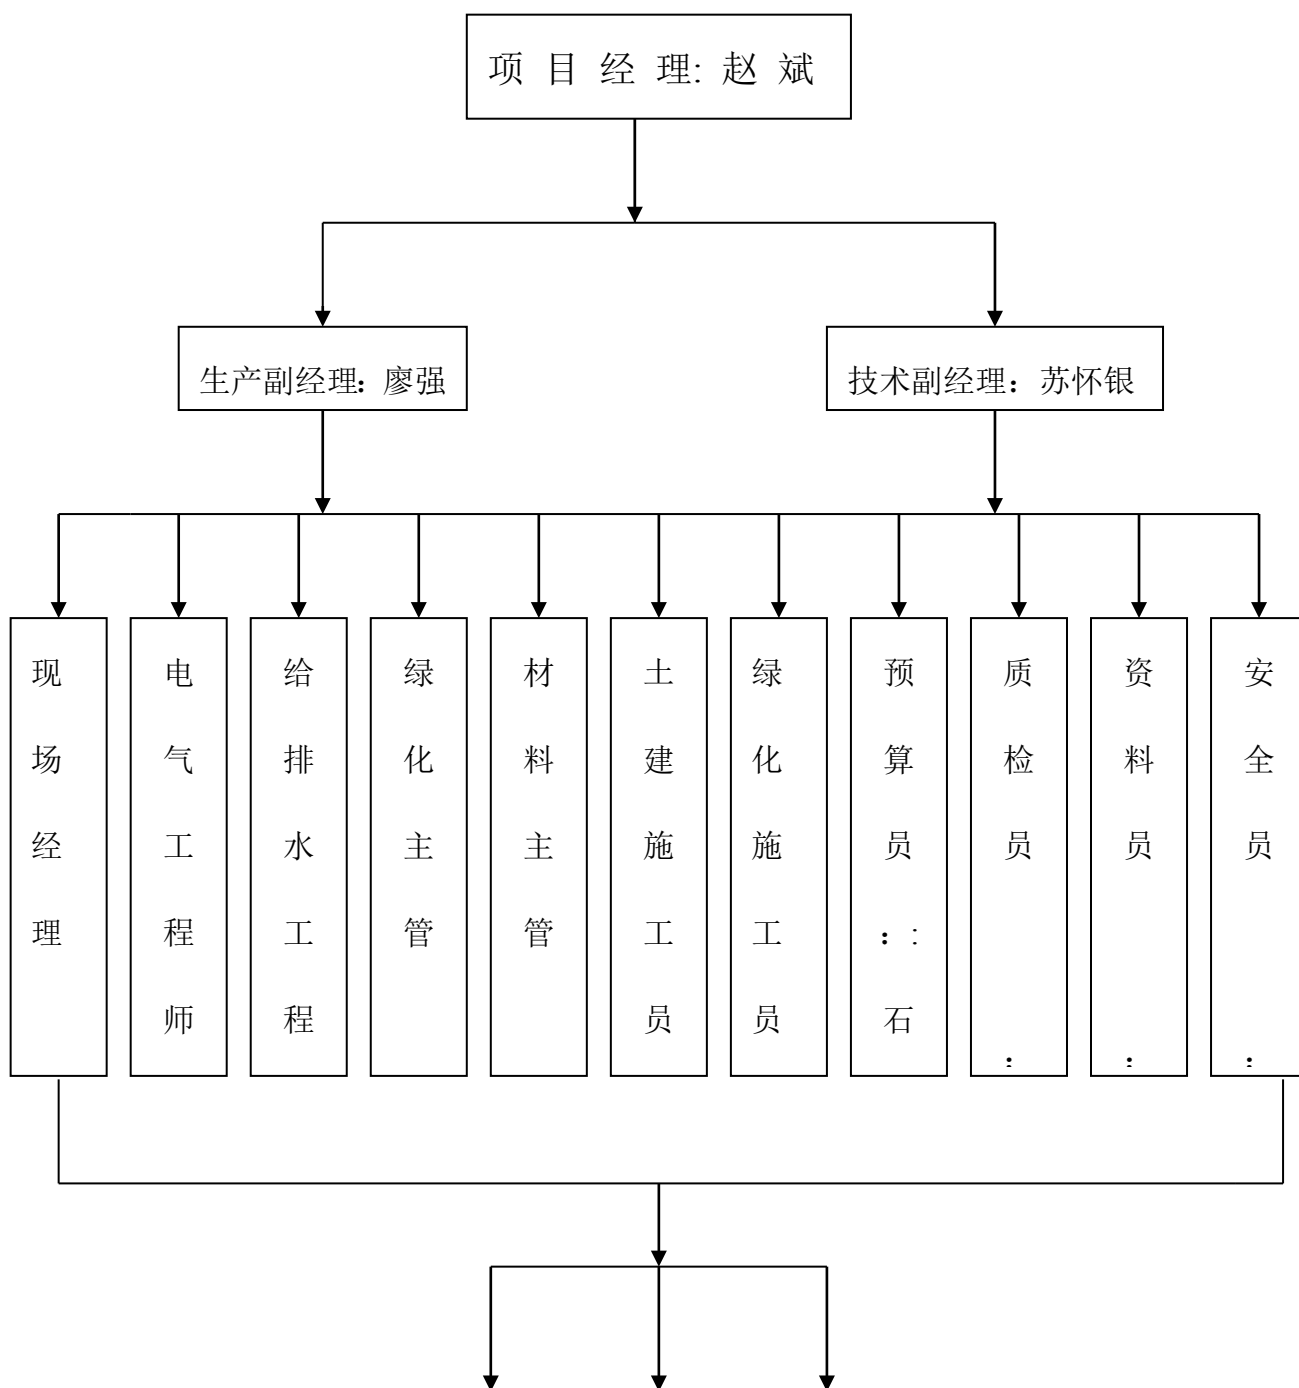 项 目 经 理: 赵 斌
生产副经理：廖强
技术副经理：苏怀银
现场经理
电气工程师
给排水工程
绿化主管
材料主管
土建施工员
绿化施工员
预算员：:石
质检员：
资料员：
安全员：